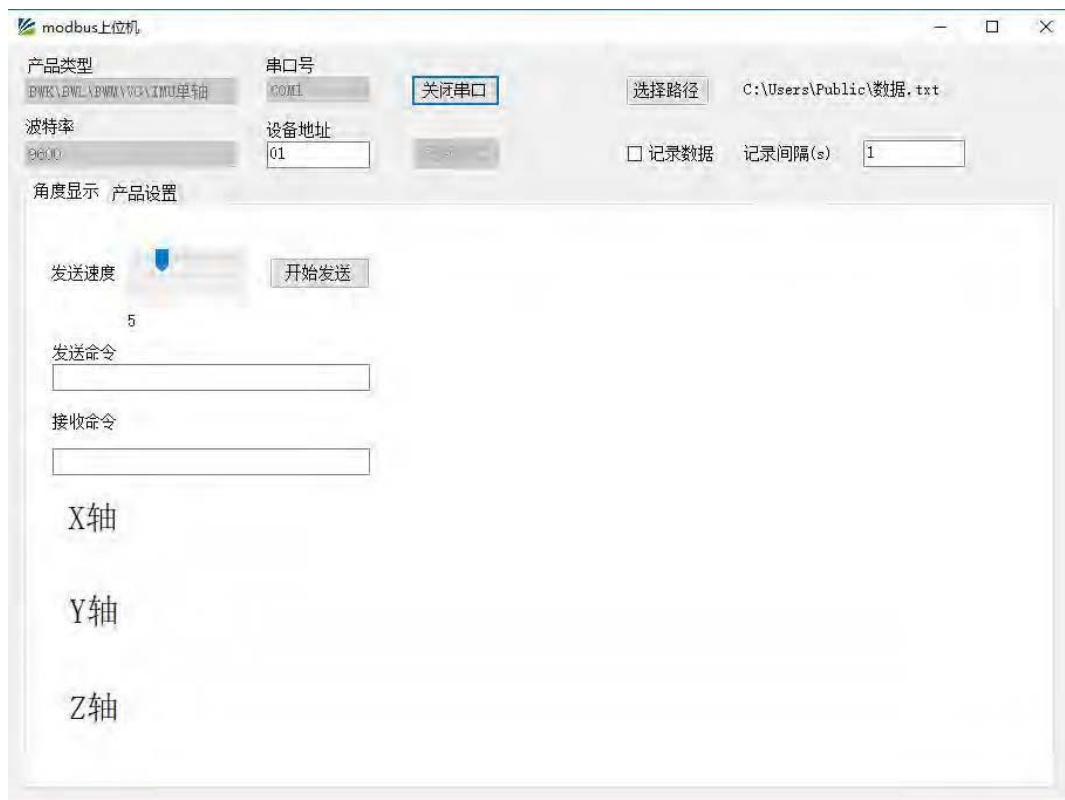 modbus上位机
产品类型
串口号
BWK\BWL\BWM\VG\IMU单轴
COM1
关闭串口
选择路径
C:\Users\Public\数据.txt
波特率
设备地址
9600
01
记录数据
记录间隔(s)
1
角度显示
产品设置
发送速度
开始发送
5
发送命令
接收命令
X轴
Y轴
Z轴